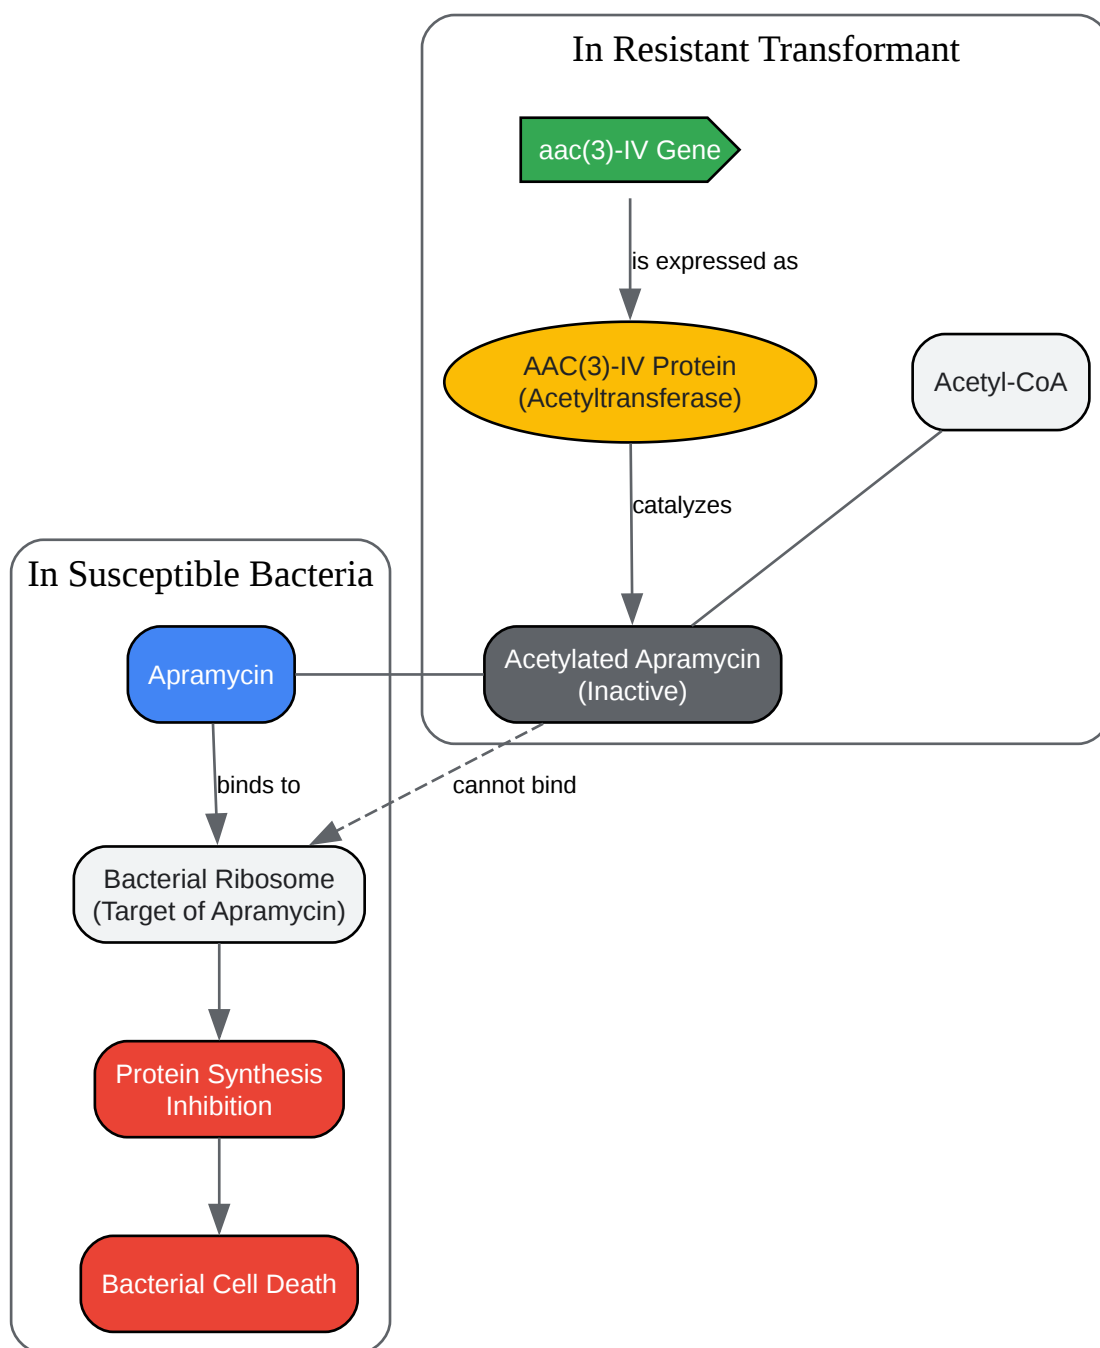 In Resistant Transformant
aac(3)-IV Gene
is expressed as
AAC(3)-IV Protein
(Acetyltransferase)
Acetyl-CoA
catalyzes
In Susceptible Bacteria
Apramycin
Acetylated Apramycin
(Inactive)
binds to
cannot bind
Bacterial Ribosome
(Target of Apramycin)
Protein Synthesis
Inhibition
Bacterial Cell Death